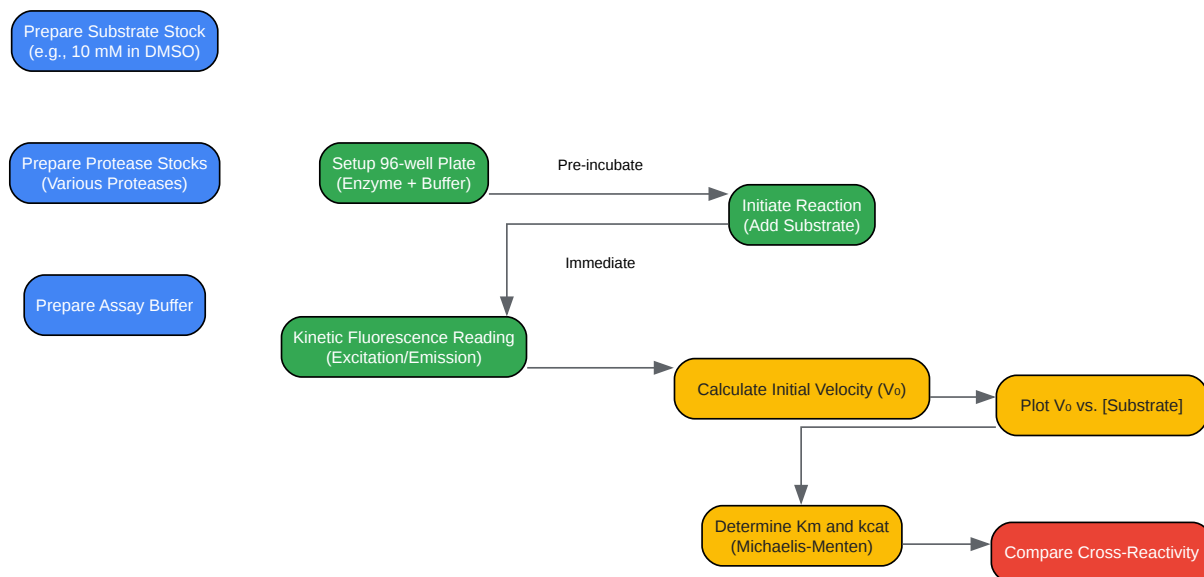 Prepare Substrate Stock
(e.g., 10 mM in DMSO)
Prepare Protease Stocks
(Various Proteases)
Prepare Assay Buffer
Setup 96-well Plate
(Enzyme + Buffer)
Pre-incubate
Initiate Reaction
(Add Substrate)
Immediate
Kinetic Fluorescence Reading
(Excitation/Emission)
Calculate Initial Velocity (V₀)
Plot V₀ vs. [Substrate]
Determine Km and kcat
(Michaelis-Menten)
Compare Cross-Reactivity